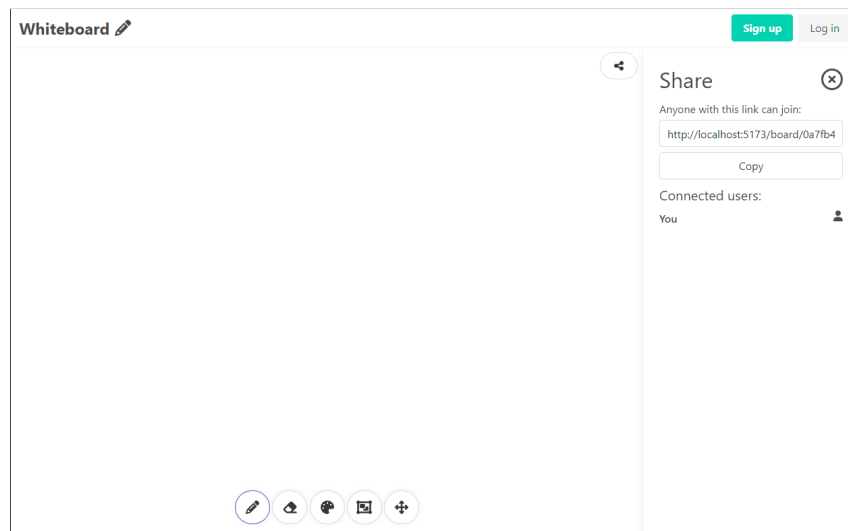 Whiteboard
Sign up
Log in
Share
Anyone with this link can join:
http://localhost:5173/board/0a7fb4
Copy
Connected users:
You